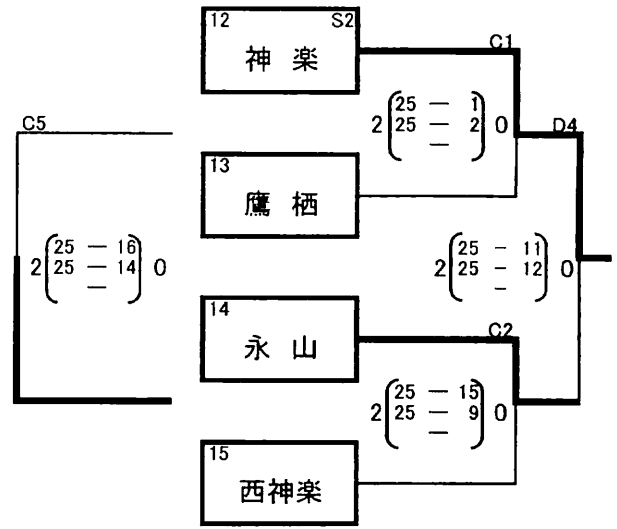 12 S2
神 楽
C1
2 25 — 1 0
25 — 2
—
C5
D4
13
鷹 栖
2 25 — 16 0
25 — 14
—
2 25 - 11 0
25 - 12
-
14
永 山
C2
2 25 — 15 0
25 — 9
—
15
西神楽